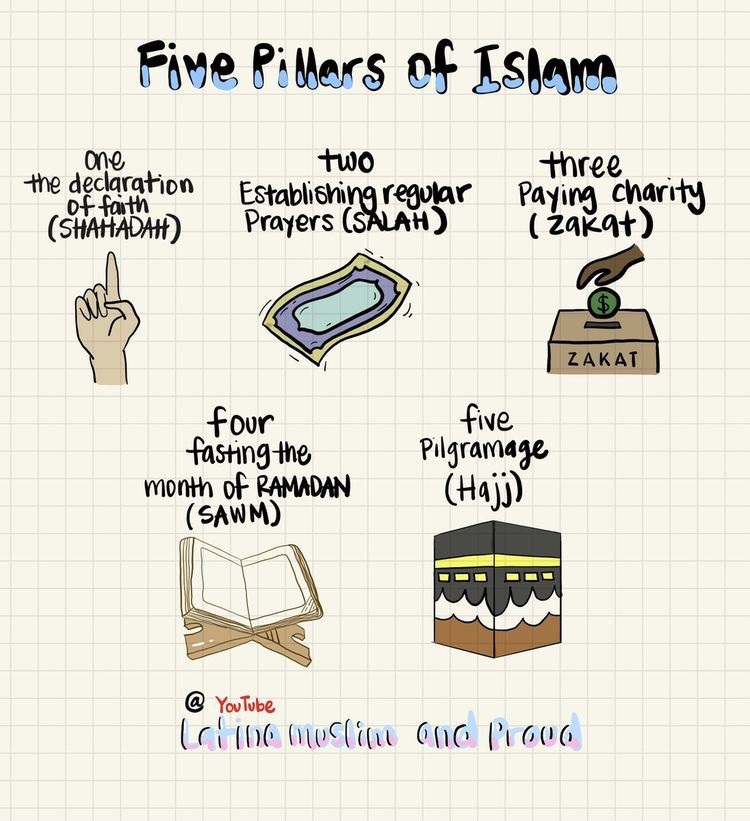 Five Pillars of Islam
one
the declaration
of faith
(SHAHADAH)
two
Establishing regular
Prayers (SALAH)
three
Paying charity
(zakat)
$
ZAKAT
four
fasting the
month of RAMADAN
(SAWM)
five
Pilgramage
(Hajj)
@ YouTube
Latina muslim and Proud